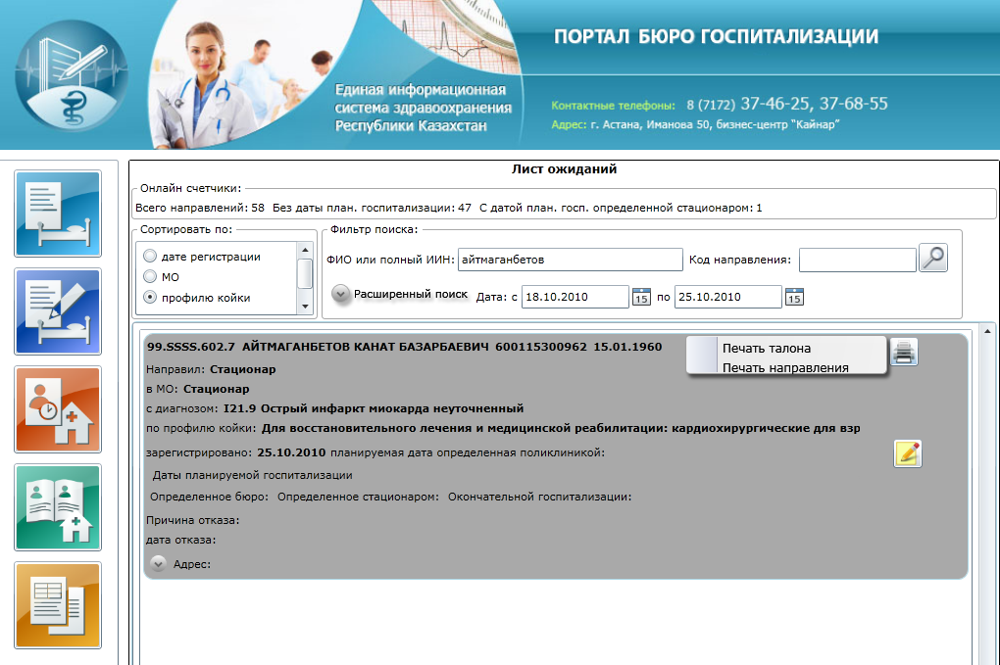 ПОРТАЛ БЮРО ГОСПИТАЛИЗАЦИИ
Единая информационная
система здравоохранения
Республики Казахстан
Контактные телефоны: 8 (7172) 37-46-25, 37-68-55
Адрес: г. Астана, Иманова 50, бизнес-центр "Кайнар"
Лист ожиданий
Онлайн счетчики:
Всего направлений: 58 Без даты план. госпитализации: 47 С датой план. госп. определенной стационаром: 1
Сортировать по:
дате регистрации
МО
профилю койки
Фильтр поиска:
ФИО или полный ИИН: айтмаганбетов Код направления:
Расширенный поиск Дата: с 18.10.2010 15 по 25.10.2010 15
99.SSSS.602.7 АЙТМАГАНБЕТОВ КАНАТ БАЗАРБАЕВИЧ 600115300962 15.01.1960
Печать талона
Печать направления
Направил: Стационар
в МО: Стационар
с диагнозом: I21.9 Острый инфаркт миокарда неуточненный
по профилю койки: Для восстановительного лечения и медицинской реабилитации: кардиохирургические для взр
зарегистрировано: 25.10.2010 планируемая дата определенная поликлиникой:
Даты планируемой госпитализации
Определенное бюро: Определенное стационаром: Окончательной госпитализации:
Причина отказа:
дата отказа:
Адрес: